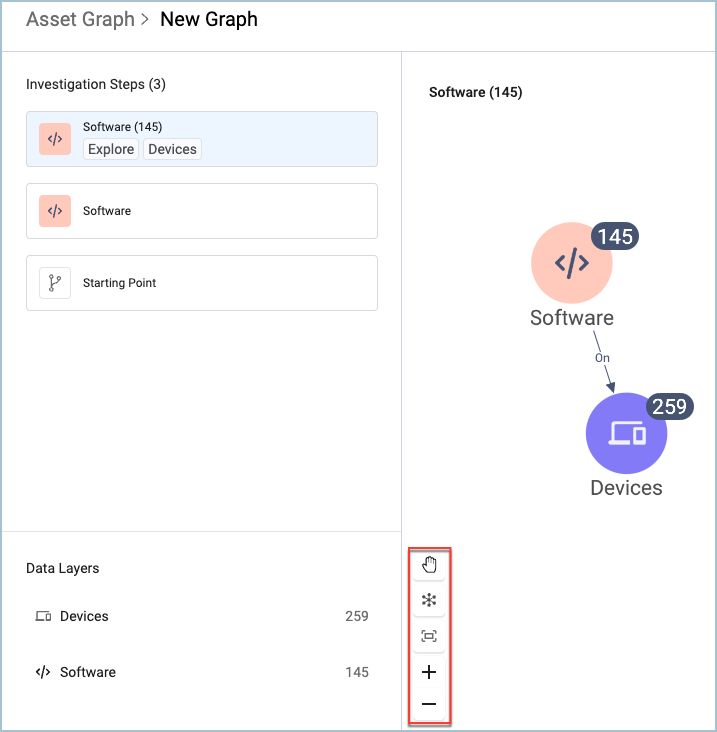 Asset Graph > New Graph
Investigation Steps (3)
Software (145)
Explore Devices
Software
Starting Point
Data Layers
Devices 259
Software 145
Software (145)
145
Software
On
259
Devices